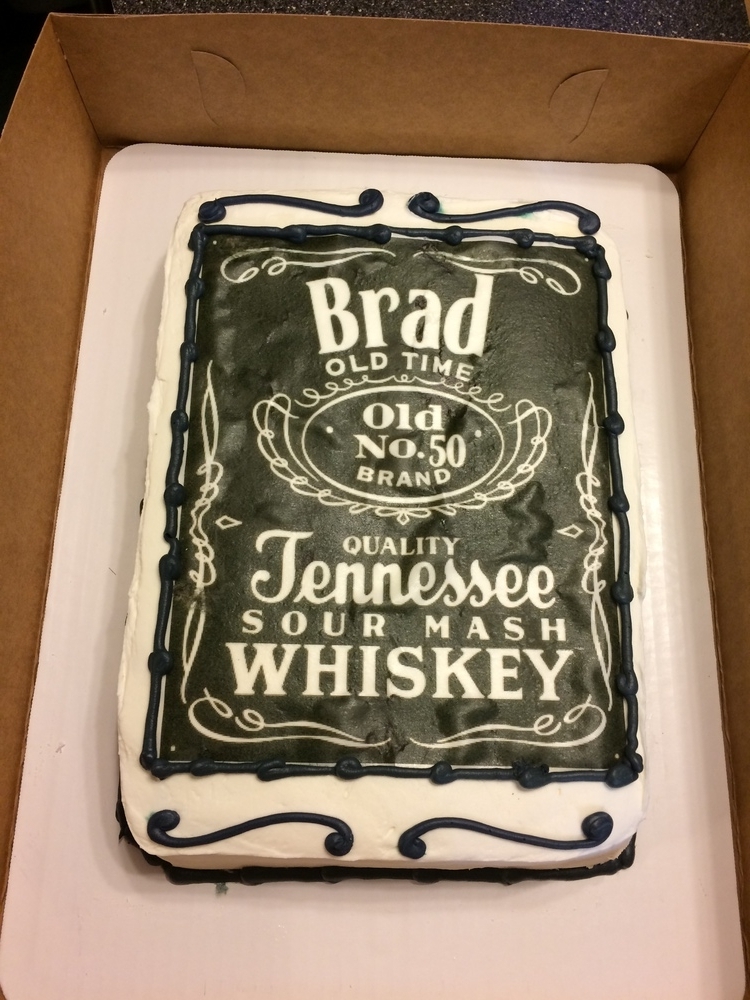 Brad
OLD TIME
Old
No. 50
BRAND
QUALITY
Tennessee
SOUR MASH
WHISKEY